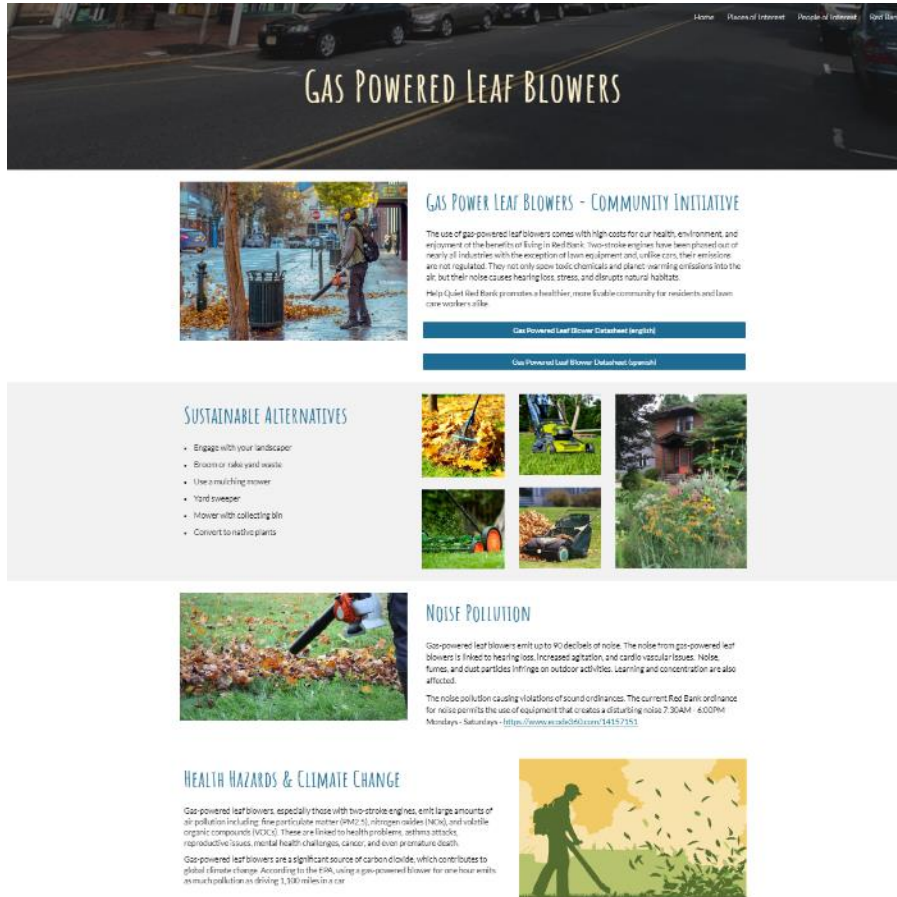 Home Places of Interest People of Interest Red Ban
GAS POWERED LEAF BLOWERS
GAS POWER LEAF BLOWERS - COMMUNITY INITIATIVE
The use of gas-powered leaf blowers comes with high costs for our health, environment, and
enjoyment of the benefits of living in Red Bank. Two-stroke engines have been phased out of
nearly all industries with the exception of lawn equipment and, unlike cars, their emissions
are not regulated. They not only spew toxic chemicals and planet-warming emissions into the
air, but their noise causes hearing loss, stress, and disrupts natural habitats.
Help Quiet Red Bank promotes a healthier, more livable community for residents and lawn
care workers alike.
Gas Powered Leaf Blower Datasheet (english)
Gas Powered Leaf Blower Datasheet (spanish)
SUSTAINABLE ALTERNATIVES
• Engage with your landscaper
• Broom or rake yard waste
• Use a mulching mower
• Yard sweeper
• Mower with collecting bin
• Convert to native plants
NOISE POLLUTION
Gas-powered leaf blowers emit up to 90 decibels of noise. The noise from gas-powered leaf
blowers is linked to hearing loss, increased agitation, and cardio vascular issues. Noise,
fumes, and dust particles infringe on outdoor activities. Learning and concentration are also
affected.
The noise pollution causing violations of sound ordinances. The current Red Bank ordinance
for noise permits the use of equipment that creates a disturbing noise 7:30AM - 6:00PM
Mondays - Saturdays - https://www.ecode360.com/14157151
HEALTH HAZARDS & CLIMATE CHANGE
Gas-powered leaf blowers, especially those with two-stroke engines, emit large amounts of
air pollution including: fine particulate matter (PM2.5), nitrogen oxides (NOx), and volatile
organic compounds (VOCs). These are linked to health problems, asthma attacks,
reproductive issues, mental health challenges, cancer, and even premature death.
Gas-powered leaf blowers are a significant source of carbon dioxide, which contributes to
global climate change. According to the EPA, using a gas-powered blower for one hour emits
as much pollution as driving 1,100 miles in a car